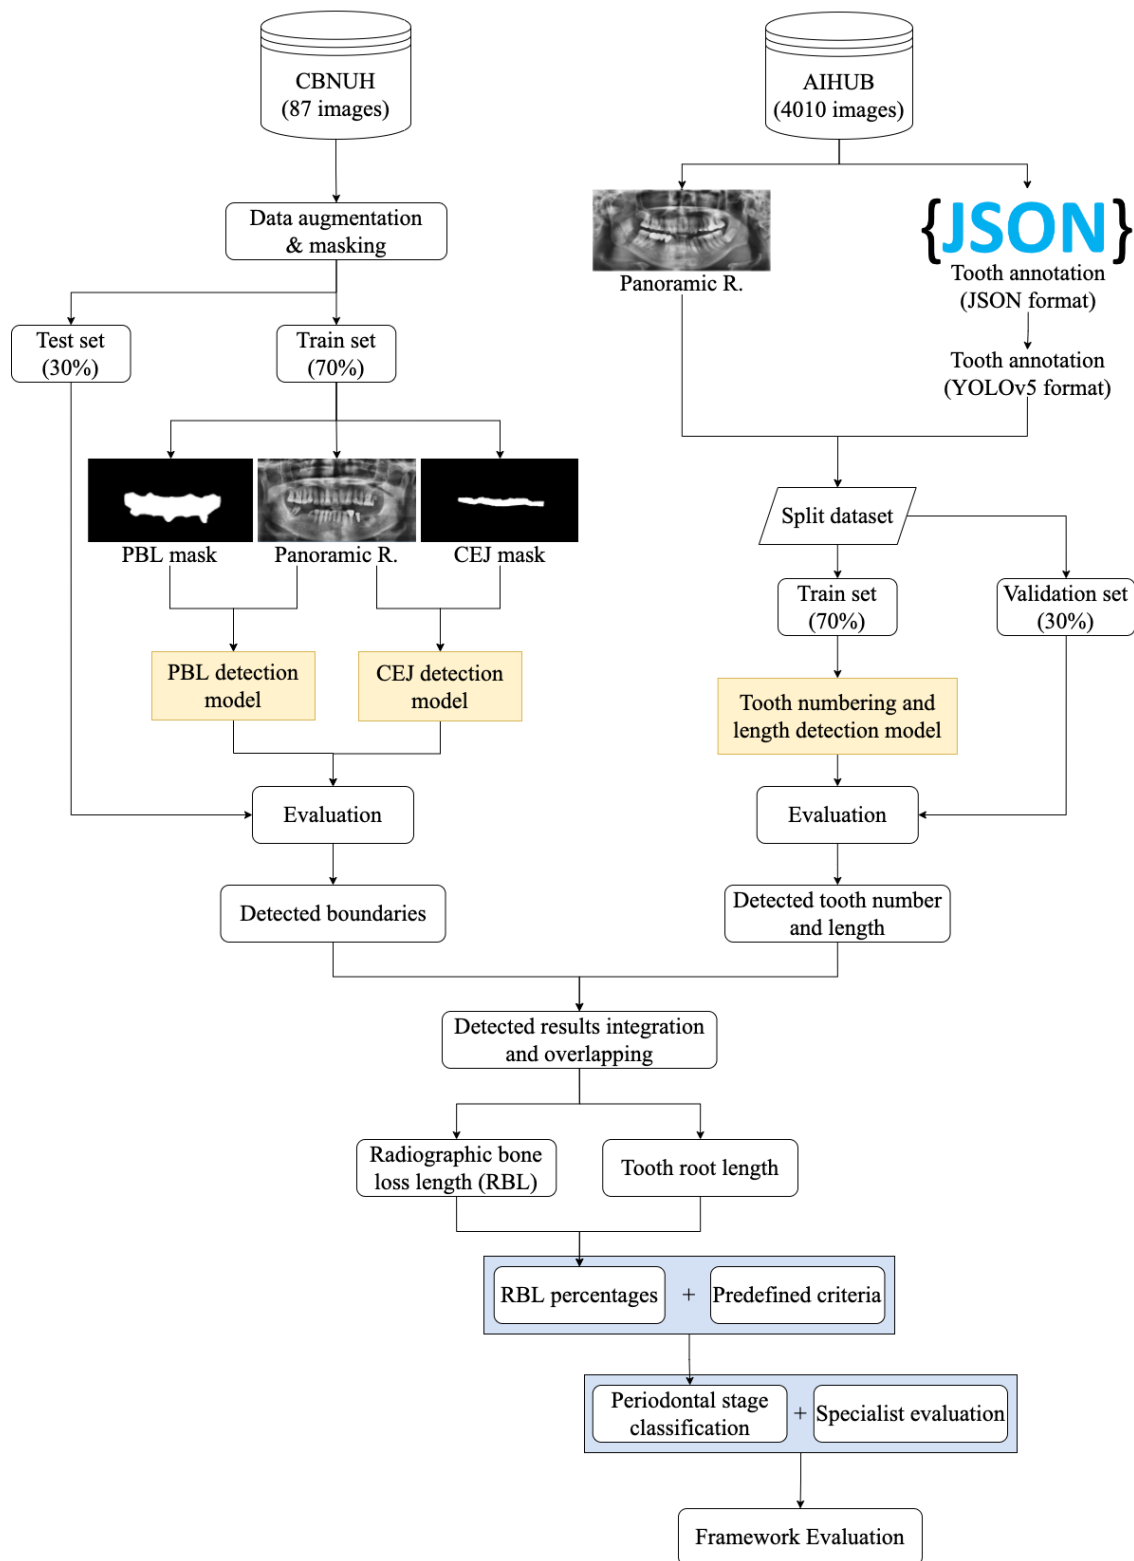 CBNUH
(87 images)
AIHUB
(4010 images)
Data augmentation
& masking
Panoramic R.
{JSON}
Tooth annotation
(JSON format)
Test set
(30%)
Train set
(70%)
Tooth annotation
(YOLOv5 format)
PBL mask
Panoramic R.
CEJ mask
Split dataset
Train set
(70%)
Validation set
(30%)
PBL detection
model
CEJ detection
model
Tooth numbering and
length detection model
Evaluation
Evaluation
Detected boundaries
Detected tooth number
and length
Detected results integration
and overlapping
Radiographic bone
loss length (RBL)
Tooth root length
RBL percentages
+
Predefined criteria
Periodontal stage
classification
+
Specialist evaluation
Framework Evaluation